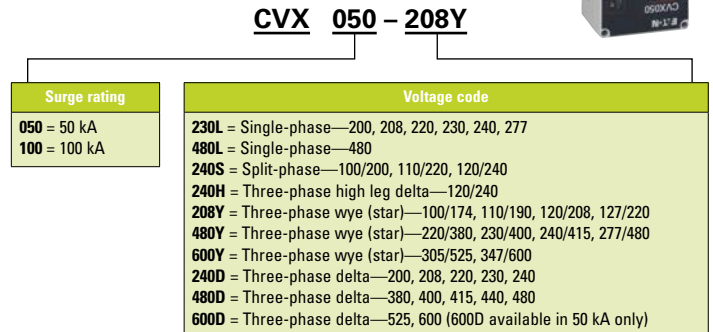 CVX 050 – 208Y
CVX050
Surge rating
050 = 50 kA
100 = 100 kA
Voltage code
230L = Single-phase—200, 208, 220, 230, 240, 277
480L = Single-phase—480
240S = Split-phase—100/200, 110/220, 120/240
240H = Three-phase high leg delta—120/240
208Y = Three-phase wye (star)—100/174, 110/190, 120/208, 127/220
480Y = Three-phase wye (star)—220/380, 230/400, 240/415, 277/480
600Y = Three-phase wye (star)—305/525, 347/600
240D = Three-phase delta—200, 208, 220, 230, 240
480D = Three-phase delta—380, 400, 415, 440, 480
600D = Three-phase delta—525, 600 (600D available in 50 kA only)